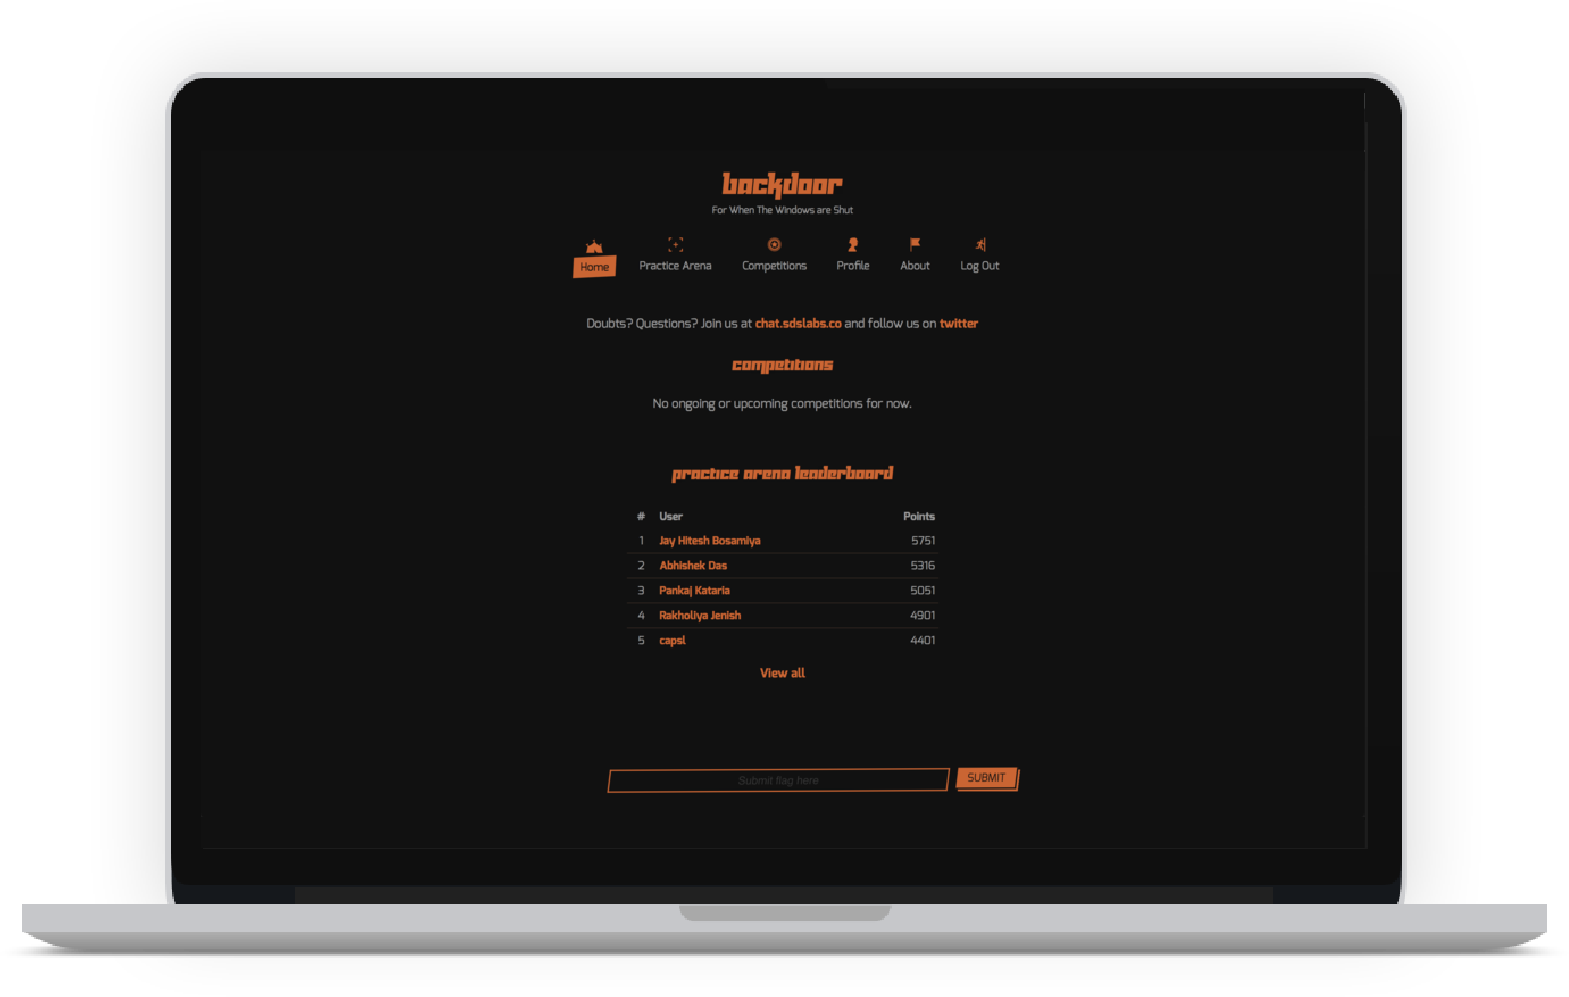 backdoor
For When The Windows are Shut
Home Practice Arena Competitions Profile About Log Out
Doubts? Questions? Join us at chat.sdslabs.co and follow us on twitter
competitions
No ongoing or upcoming competitions for now.
practice arena leaderboard
# User Points
1 Jay Hitesh Bosamiya 5751
2 Abhishek Das 5316
3 Pankaj Kataria 5051
4 Rakholiya Jenish 4901
5 capsl 4401
View all
Submit flag here SUBMIT